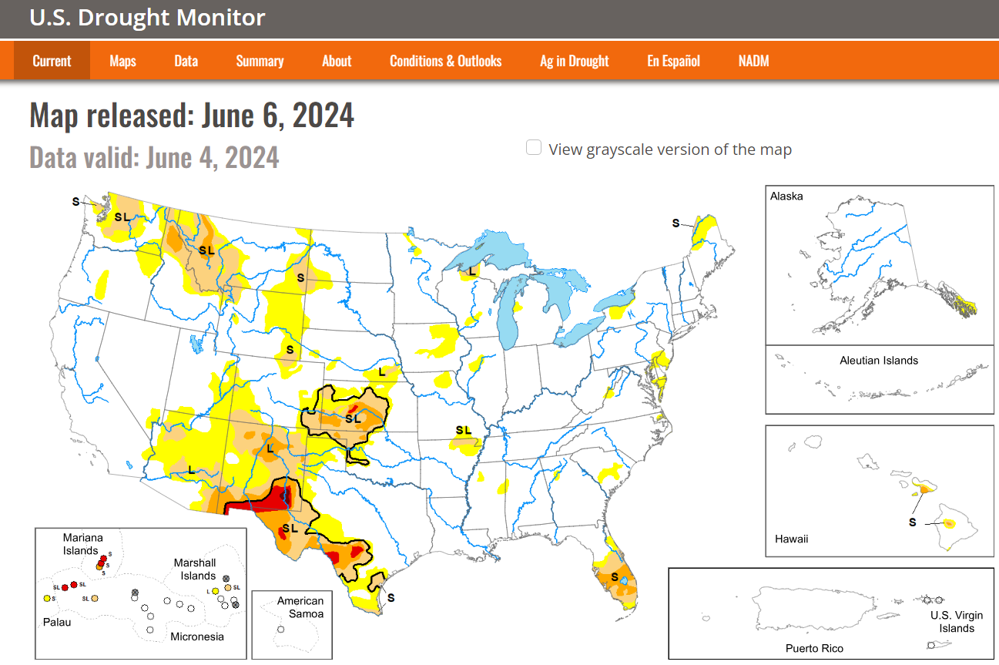 U.S. Drought Monitor
Current Maps Data Summary About Conditions & Outlooks Ag in Drought En Español NADM
Map released: June 6, 2024
Data valid: June 4, 2024
View grayscale version of the map
S
SL
SL
S
S
L
SL
L
L
SL
S
SL
L
S
S
Alaska
Aleutian Islands
S
Hawaii
Mariana
Islands
S
S
S
SL
SL
S
SL
Palau
Marshall
Islands
L
SL
Micronesia
American
Samoa
U.S. Virgin
Islands
Puerto Rico